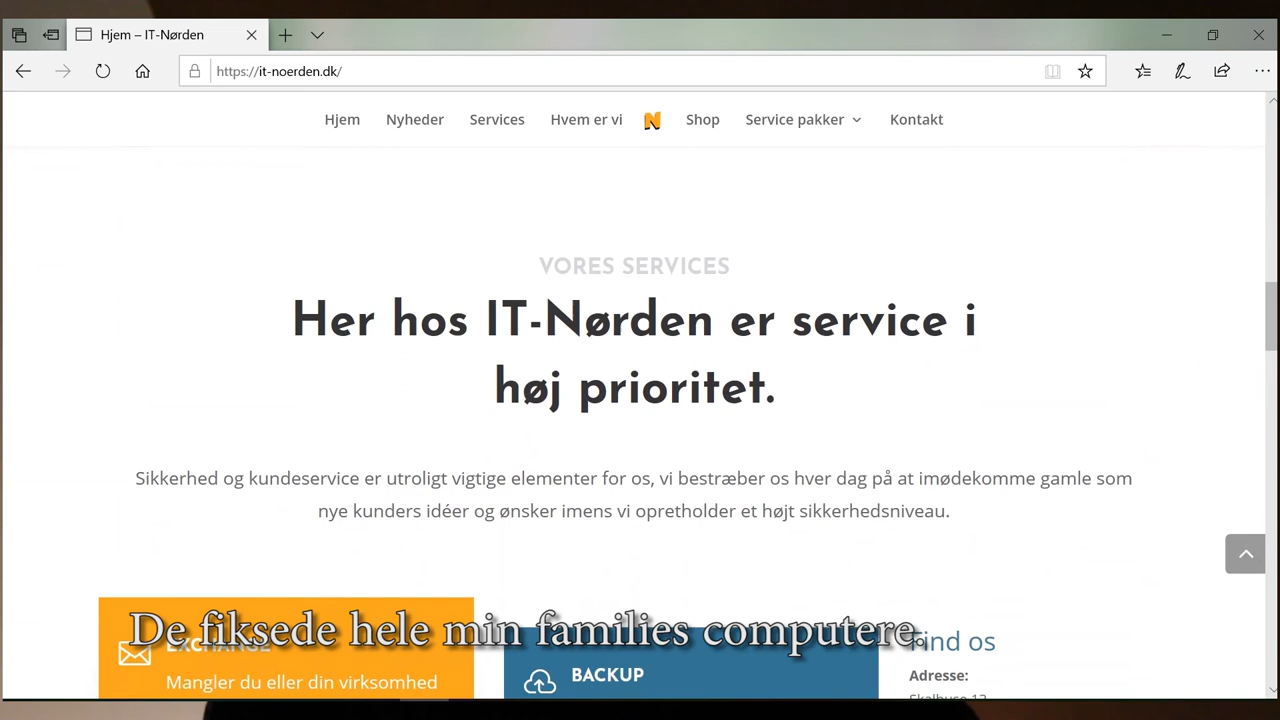 Hjem – IT-Nørden
https://it-noerden.dk/
Hjem Nyheder Services Hvem er vi N Shop Service pakker Kontakt
VORES SERVICES
Her hos IT-Nørden er service i
høj prioritet.
Sikkerhed og kundeservice er utroligt vigtige elementer for os, vi bestræber os hver dag på at imødekomme gamle som
nye kunders idéer og ønsker imens vi opretholder et højt sikkerhedsniveau.
De fiksede hele min families computere.
EXCHANGE
Mangler du eller din virksomhed
BACKUP
Find os
Adresse: